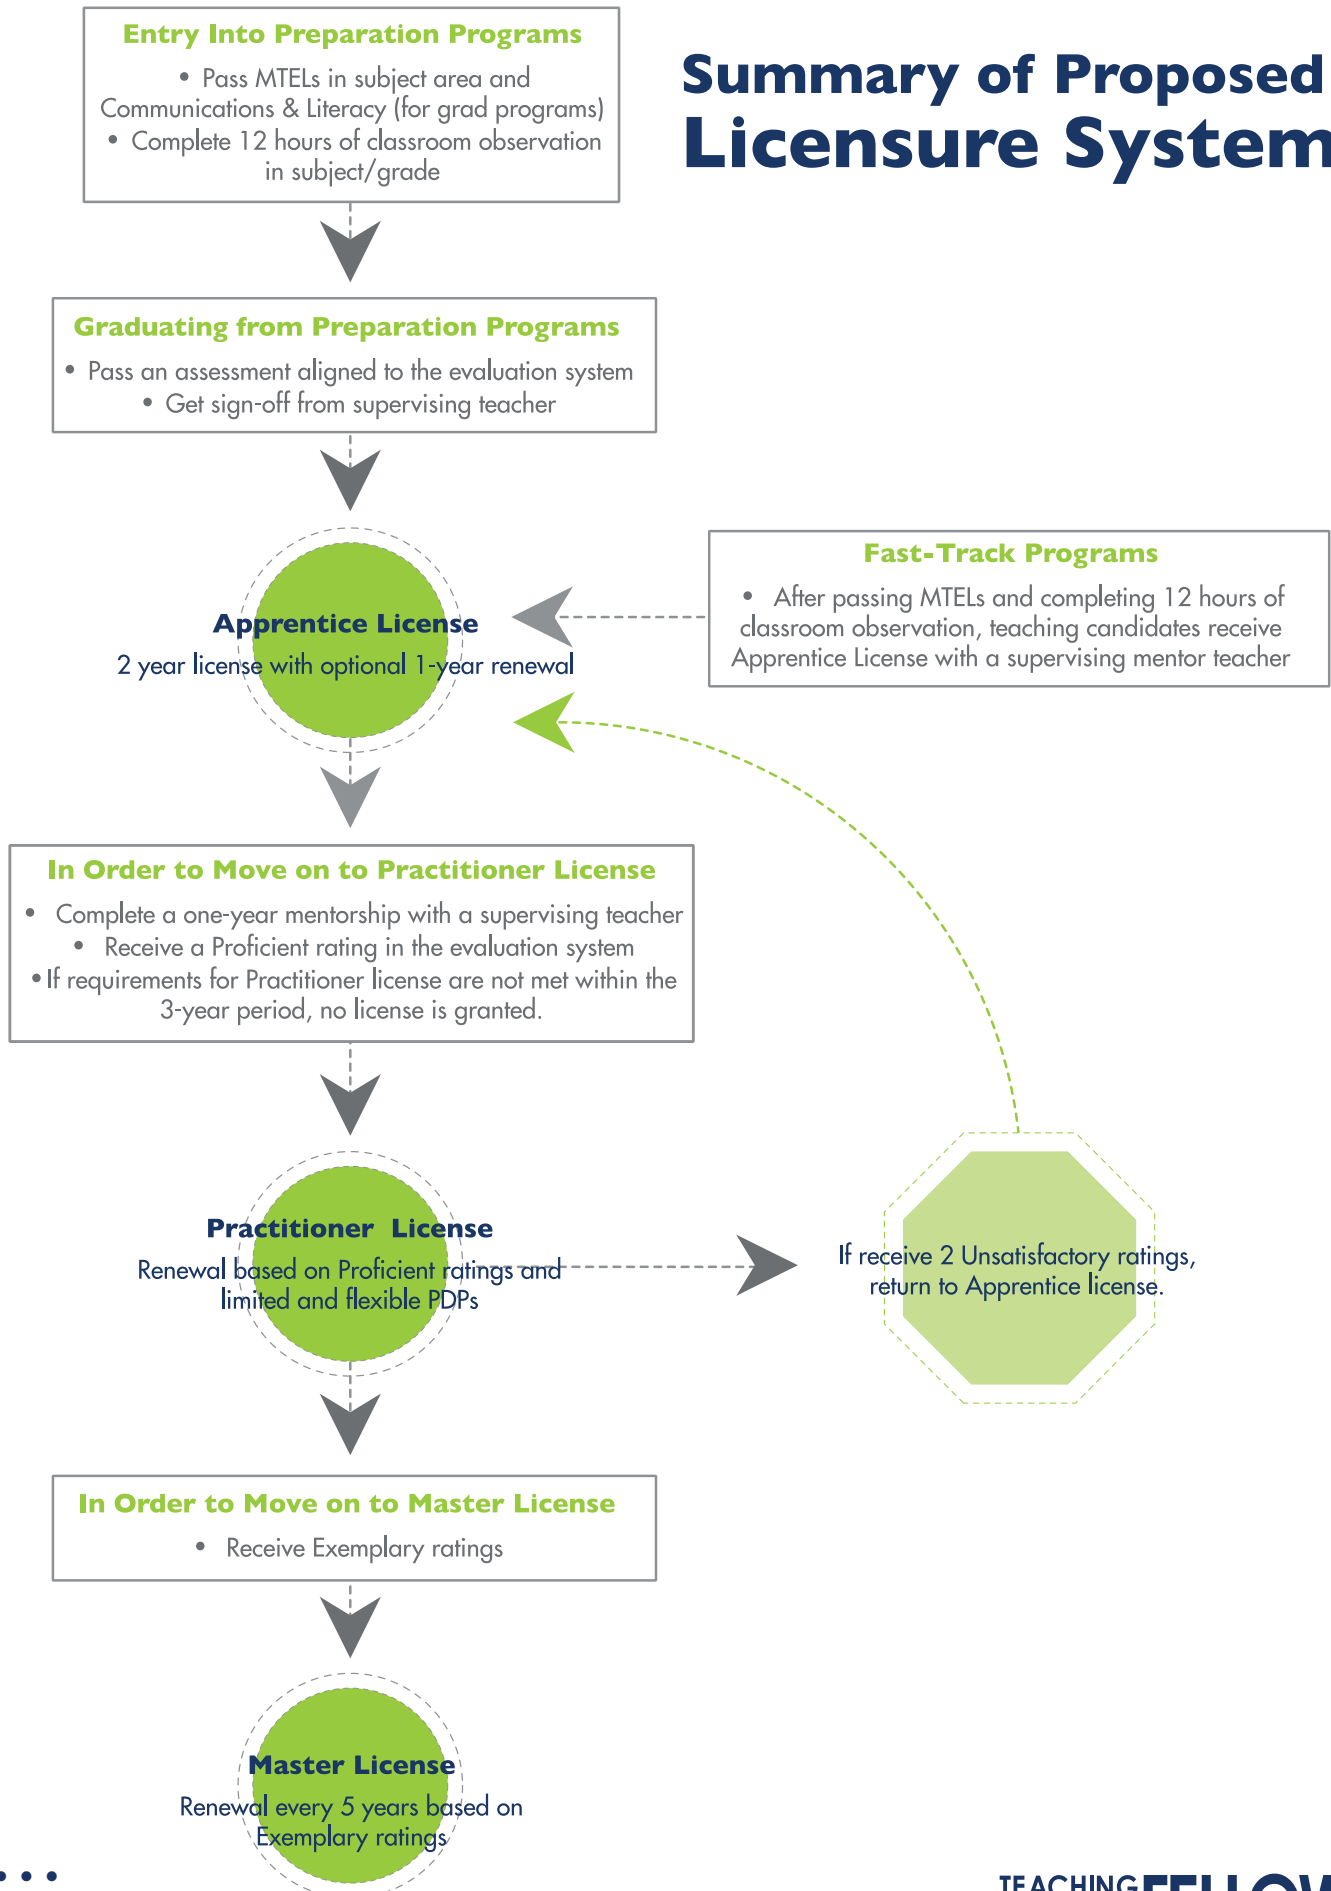 Summary of Proposed
Licensure System
Entry Into Preparation Programs
• Pass MTELs in subject area and
Communications & Literacy (for grad programs)
• Complete 12 hours of classroom observation
in subject/grade
Graduating from Preparation Programs
• Pass an assessment aligned to the evaluation system
• Get sign-off from supervising teacher
Fast-Track Programs
• After passing MTELs and completing 12 hours of
classroom observation, teaching candidates receive
Apprentice License with a supervising mentor teacher
Apprentice License
2 year license with optional 1-year renewal
In Order to Move on to Practitioner License
• Complete a one-year mentorship with a supervising teacher
• Receive a Proficient rating in the evaluation system
• If requirements for Practitioner license are not met within the
3-year period, no license is granted.
Practitioner License
Renewal based on Proficient ratings and
limited and flexible PDPs
If receive 2 Unsatisfactory ratings,
return to Apprentice license.
In Order to Move on to Master License
• Receive Exemplary ratings
Master License
Renewal every 5 years based on
Exemplary ratings
TEACHING